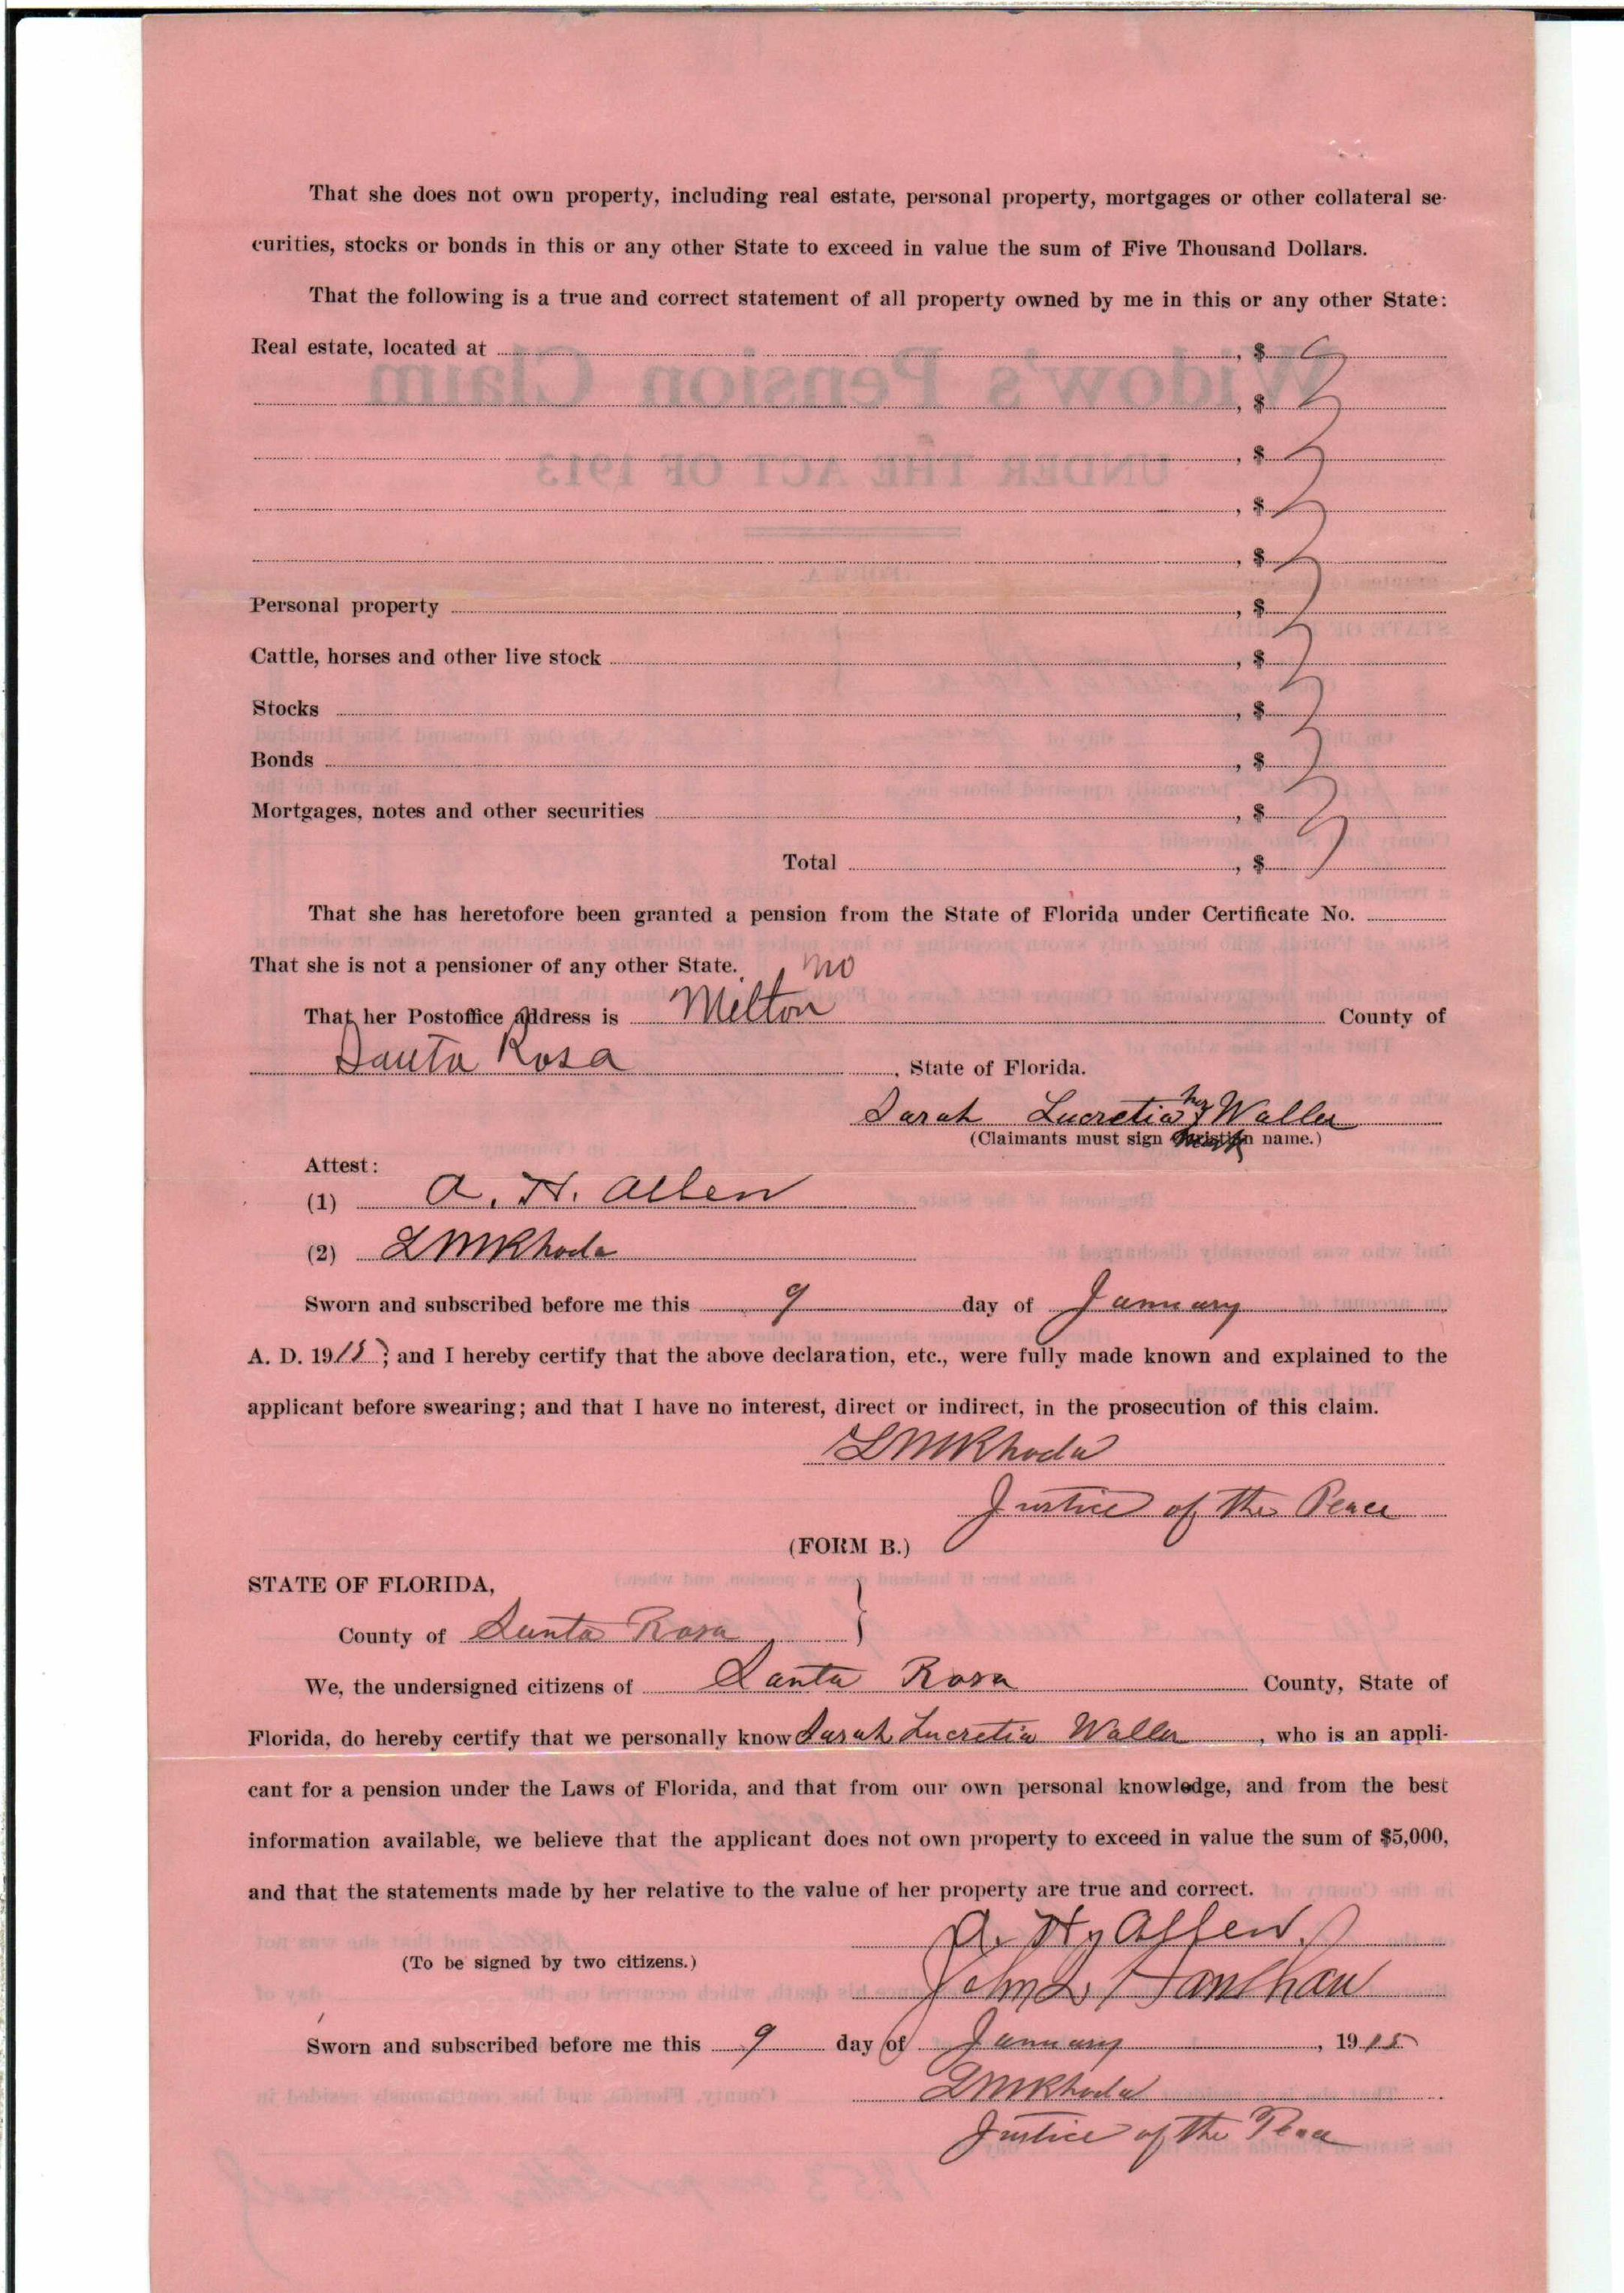 That she does not own property, including real estate, personal property, mortgages or other collateral se-
curities, stocks or bonds in this or any other State to exceed in value the sum of Five Thousand Dollars.
That the following is a true and correct statement of all property owned by me in this or any other State:
Real estate, located at , $
, $
, $
, $
, $
Personal property , $
Cattle, horses and other live stock , $
Stocks , $
Bonds , $
Mortgages, notes and other securities , $
Total , $
That she has heretofore been granted a pension from the State of Florida under Certificate No.
That she is not a pensioner of any other State. no
That her Postoffice address is Milton County of
Santa Rosa , State of Florida.
her
Sarah Lucretia x Waller
(Claimants must sign Christian name.)
mark
Attest:
(1) A. H. Allen
(2) L M Rhoda
Sworn and subscribed before me this 9 day of January
A. D. 1915; and I hereby certify that the above declaration, etc., were fully made known and explained to the
applicant before swearing; and that I have no interest, direct or indirect, in the prosecution of this claim.
L M Rhoda
Justice of the Peace
(FORM B.)
STATE OF FLORIDA,
County of Santa Rosa }
We, the undersigned citizens of Santa Rosa County, State of
Florida, do hereby certify that we personally know Sarah Lucretia Waller , who is an appli-
cant for a pension under the Laws of Florida, and that from our own personal knowledge, and from the best
information available, we believe that the applicant does not own property to exceed in value the sum of $5,000,
and that the statements made by her relative to the value of her property are true and correct.
A. H. Allen
(To be signed by two citizens.)
John L.
Sworn and subscribed before me this 9 day of January , 1915
L M Rhoda
Justice of the Peace